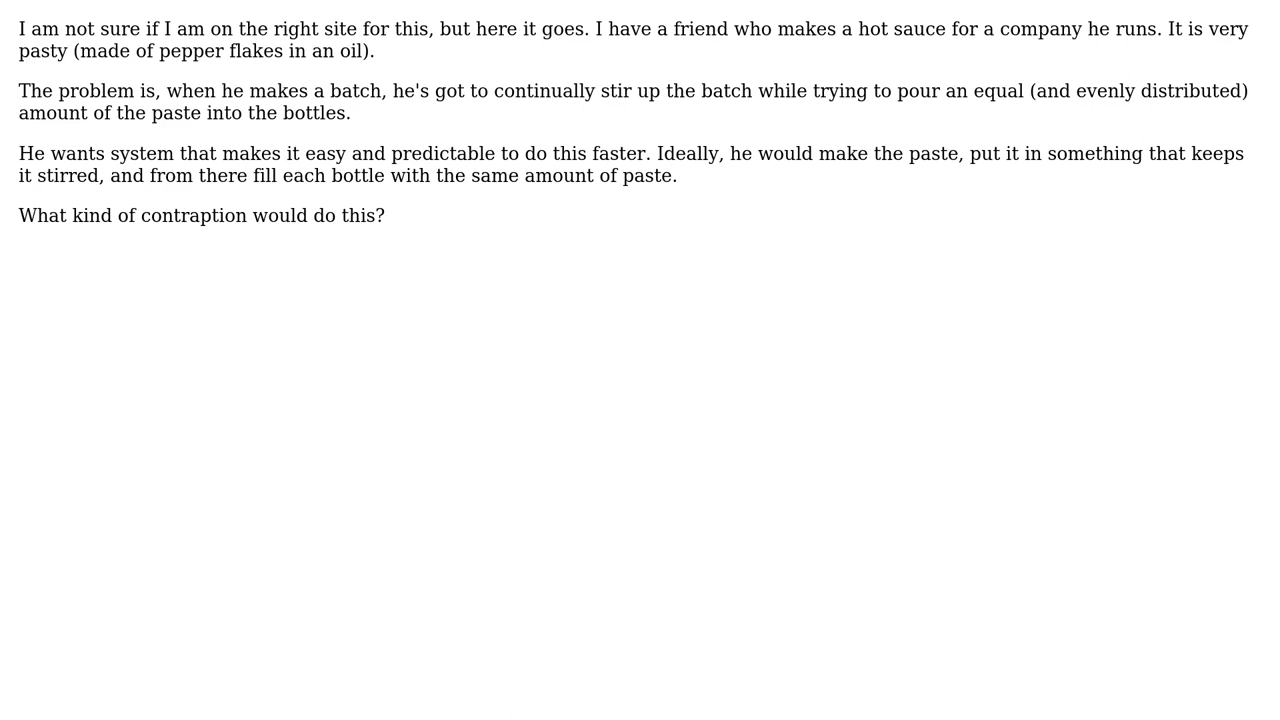 I am not sure if I am on the right site for this, but here it goes. I have a friend who makes a hot sauce for a company he runs. It is very
pasty (made of pepper flakes in an oil).
The problem is, when he makes a batch, he's got to continually stir up the batch while trying to pour an equal (and evenly distributed)
amount of the paste into the bottles.
He wants system that makes it easy and predictable to do this faster. Ideally, he would make the paste, put it in something that keeps
it stirred, and from there fill each bottle with the same amount of paste.
What kind of contraption would do this?